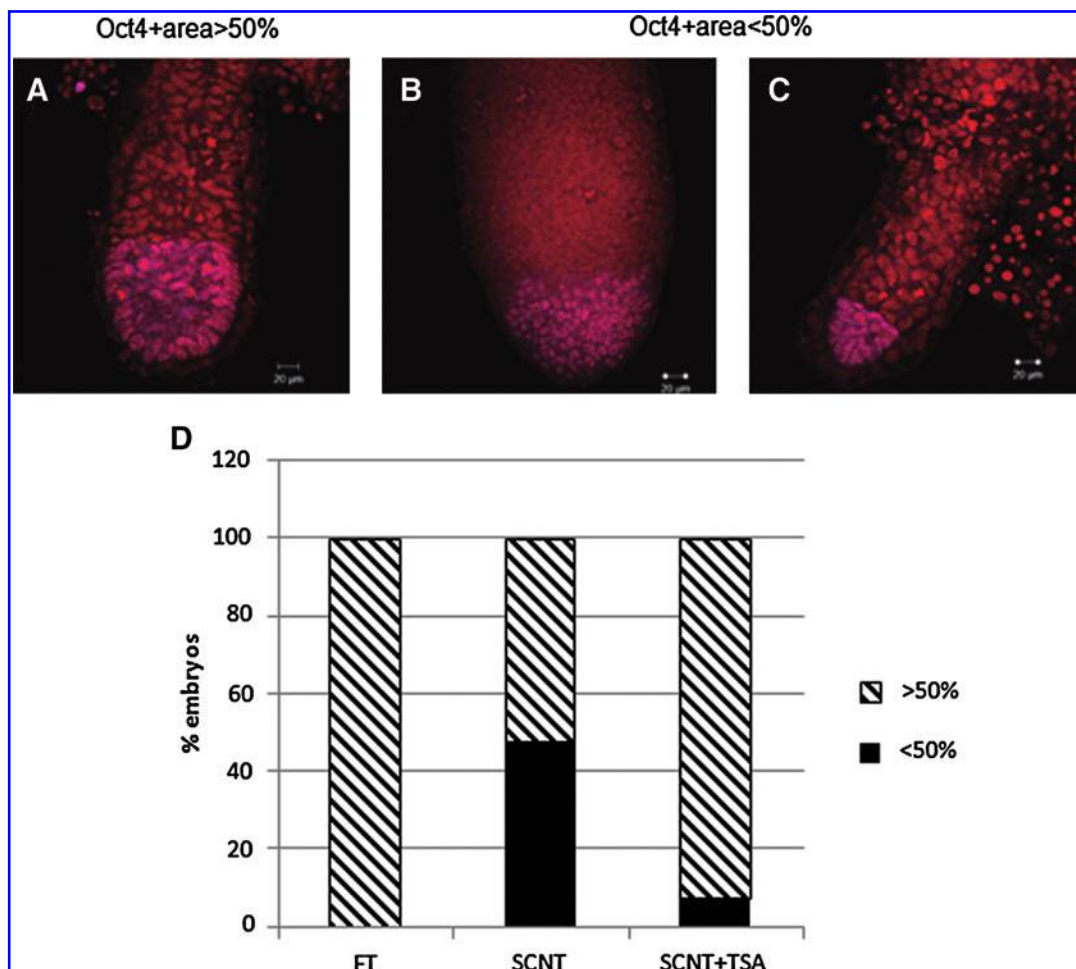 Oct4+area>50%
Oct4+area<50%
A
B
C
20 µm
20 µm
20 µm
D
120
100
80
60
40
20
0
% embryos
>50%
<50%
FT
SCNT
SCNT+TSA